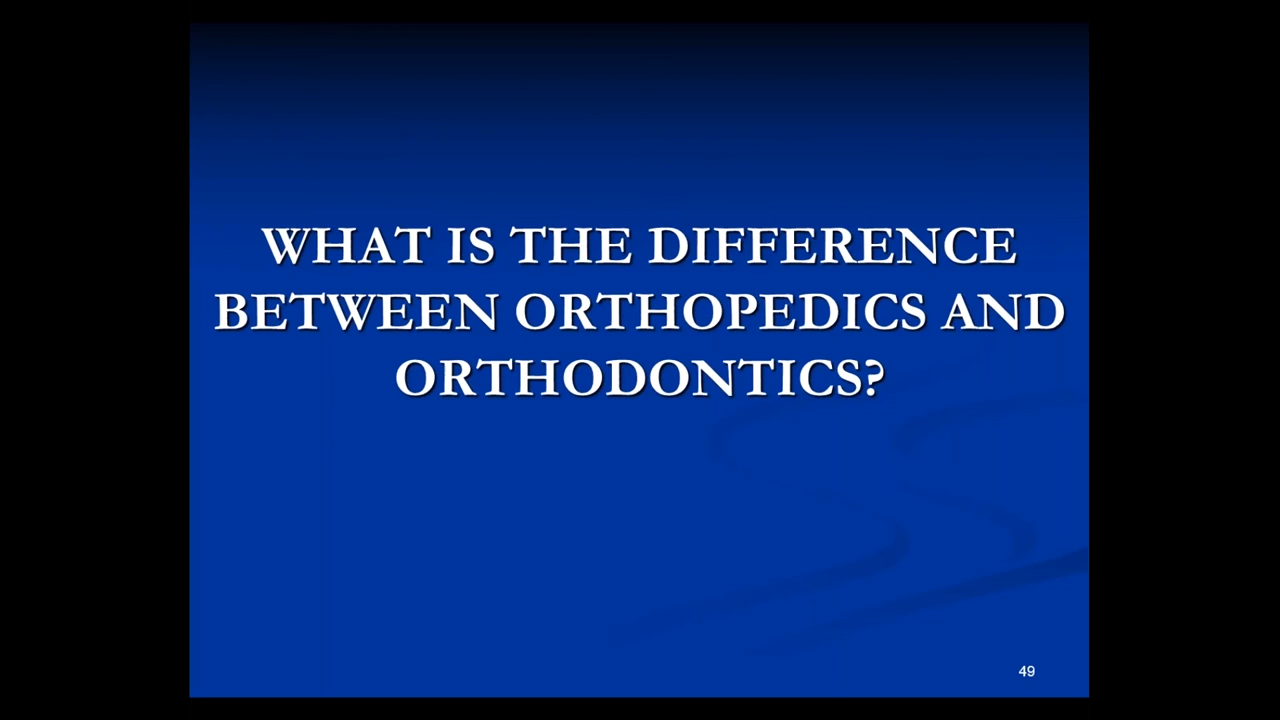 WHAT IS THE DIFFERENCE
BETWEEN ORTHOPEDICS AND
ORTHODONTICS?
49